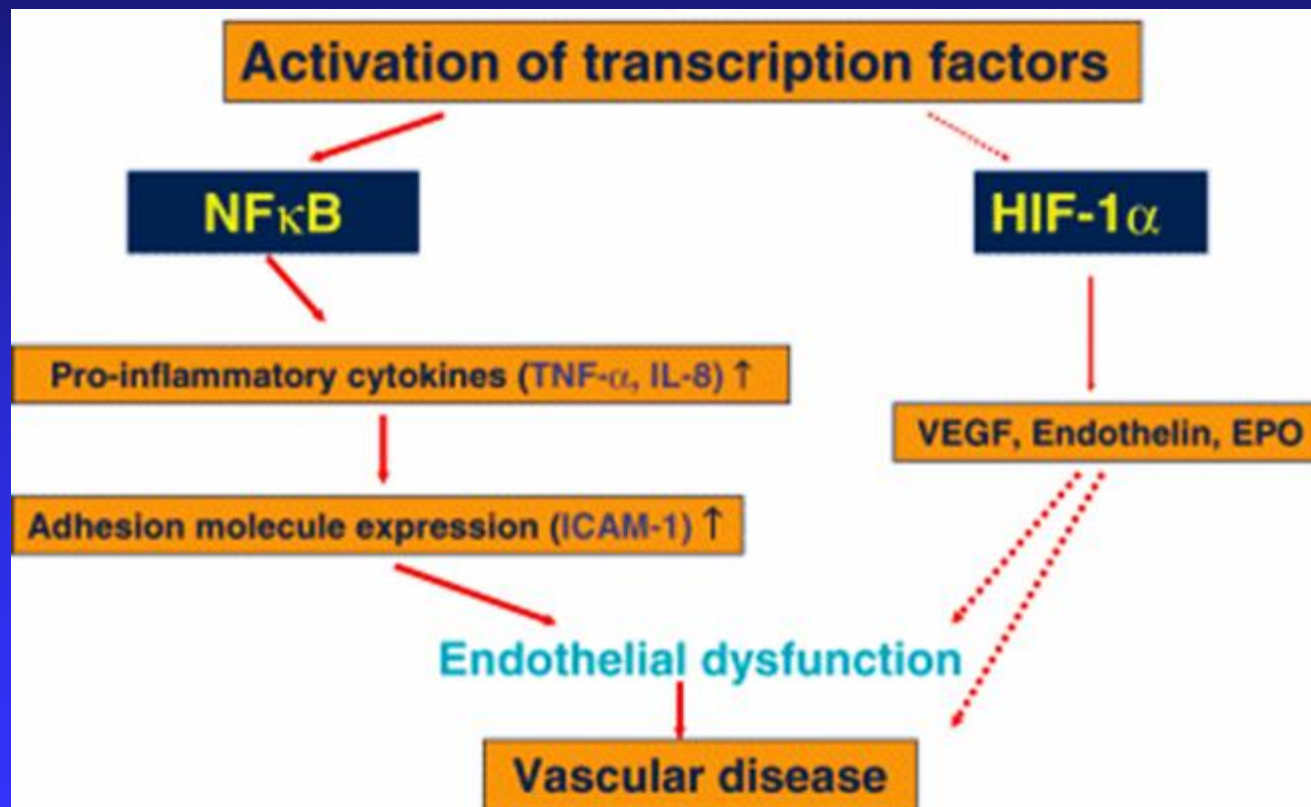 Activation of transcription factors
NFκB
HIF-1α
Pro-inflammatory cytokines (TNF-α, IL-8) ↑
VEGF, Endothelin, EPO
Adhesion molecule expression (ICAM-1) ↑
Endothelial dysfunction
Vascular disease